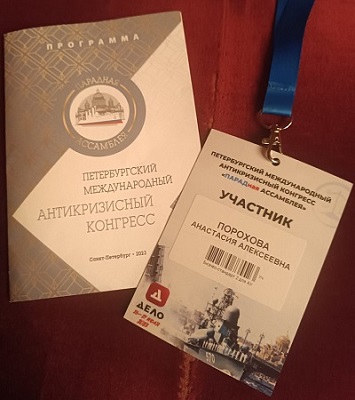 ПРОГРАММА
ПАРАДНАЯ
АССАМБЛЕЯ
ПЕТЕРБУРГСКИЙ
МЕЖДУНАРОДНЫЙ
АНТИКРИЗИСНЫЙ
КОНГРЕСС
ПЕТЕРБУРГСКИЙ МЕЖДУНАРОДНЫЙ
АНТИКРИЗИСНЫЙ КОНГРЕСС
«ПАРАДная АССАМБЛЕЯ»
УЧАСТНИК
ПОРОХОВА
АНАСТАСИЯ АЛЕКСЕЕВНА
ДЕЛО